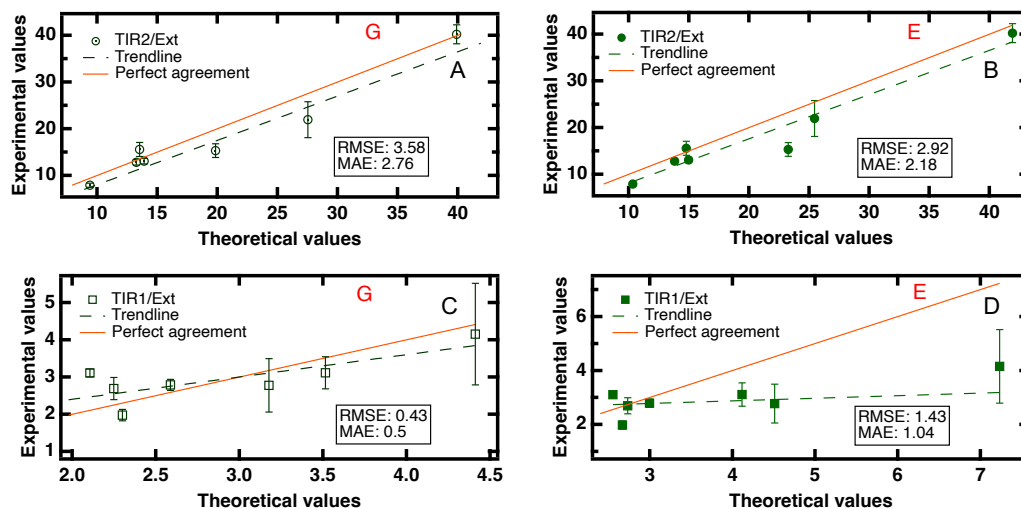 G
TIR2/Ext
Trendline
Perfect agreement
A
RMSE: 3.58
MAE: 2.76
40
30
20
10
10
15
20
25
30
35
40
Experimental values
Theoretical values
E
TIR2/Ext
Trendline
Perfect agreement
B
RMSE: 2.92
MAE: 2.18
40
30
20
10
10
15
20
25
30
35
40
Experimental values
Theoretical values
G
TIR1/Ext
Trendline
Perfect agreement
C
RMSE: 0.43
MAE: 0.5
5
4
3
2
1
2.0
2.5
3.0
3.5
4.0
4.5
Experimental values
Theoretical values
E
TIR1/Ext
Trendline
Perfect agreement
D
RMSE: 1.43
MAE: 1.04
6
4
2
3
4
5
6
7
Experimental values
Theoretical values